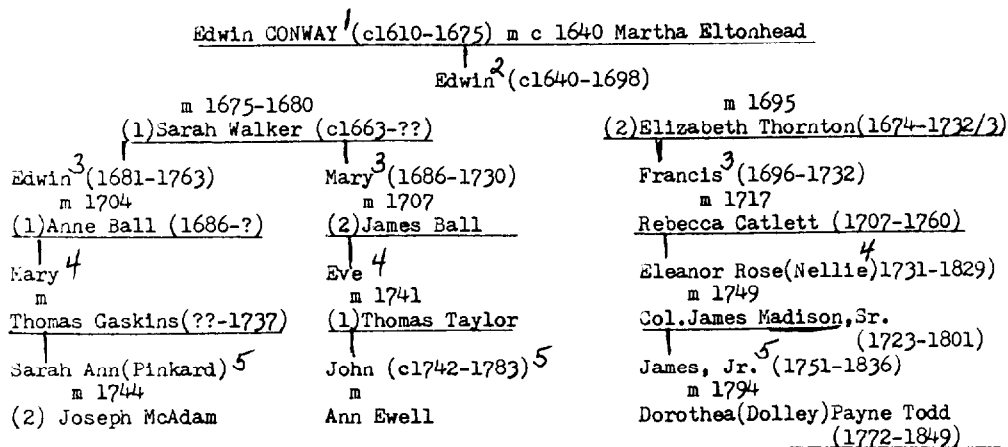 Edwin CONWAY 1 (c1610-1675) m c 1640 Martha Eltonhead
Edwin 2 (c1640-1698)
m 1675-1680
(1)Sarah Walker (c1663-??)
m 1695
(2)Elizabeth Thornton(1674-1732/3)
Edwin 3 (1681-1763)
m 1704
(1)Anne Ball (1686-?)
Mary 4
m
Thomas Gaskins(??-1737)
Sarah Ann(Pinkard) 5
m 1744
(2) Joseph McAdam
Mary 3 (1686-1730)
m 1707
(2)James Ball
Eve 4
m 1741
(1)Thomas Taylor
John (c1742-1783) 5
m
Ann Ewell
Francis 3 (1696-1732)
m 1717
Rebecca Catlett (1707-1760)
Eleanor Rose(Nellie) 4 1731-1829)
m 1749
Col.James Madison,Sr.
(1723-1801)
James, Jr. 5 (1751-1836)
m 1794
Dorothea(Dolley)Payne Todd
(1772-1849)